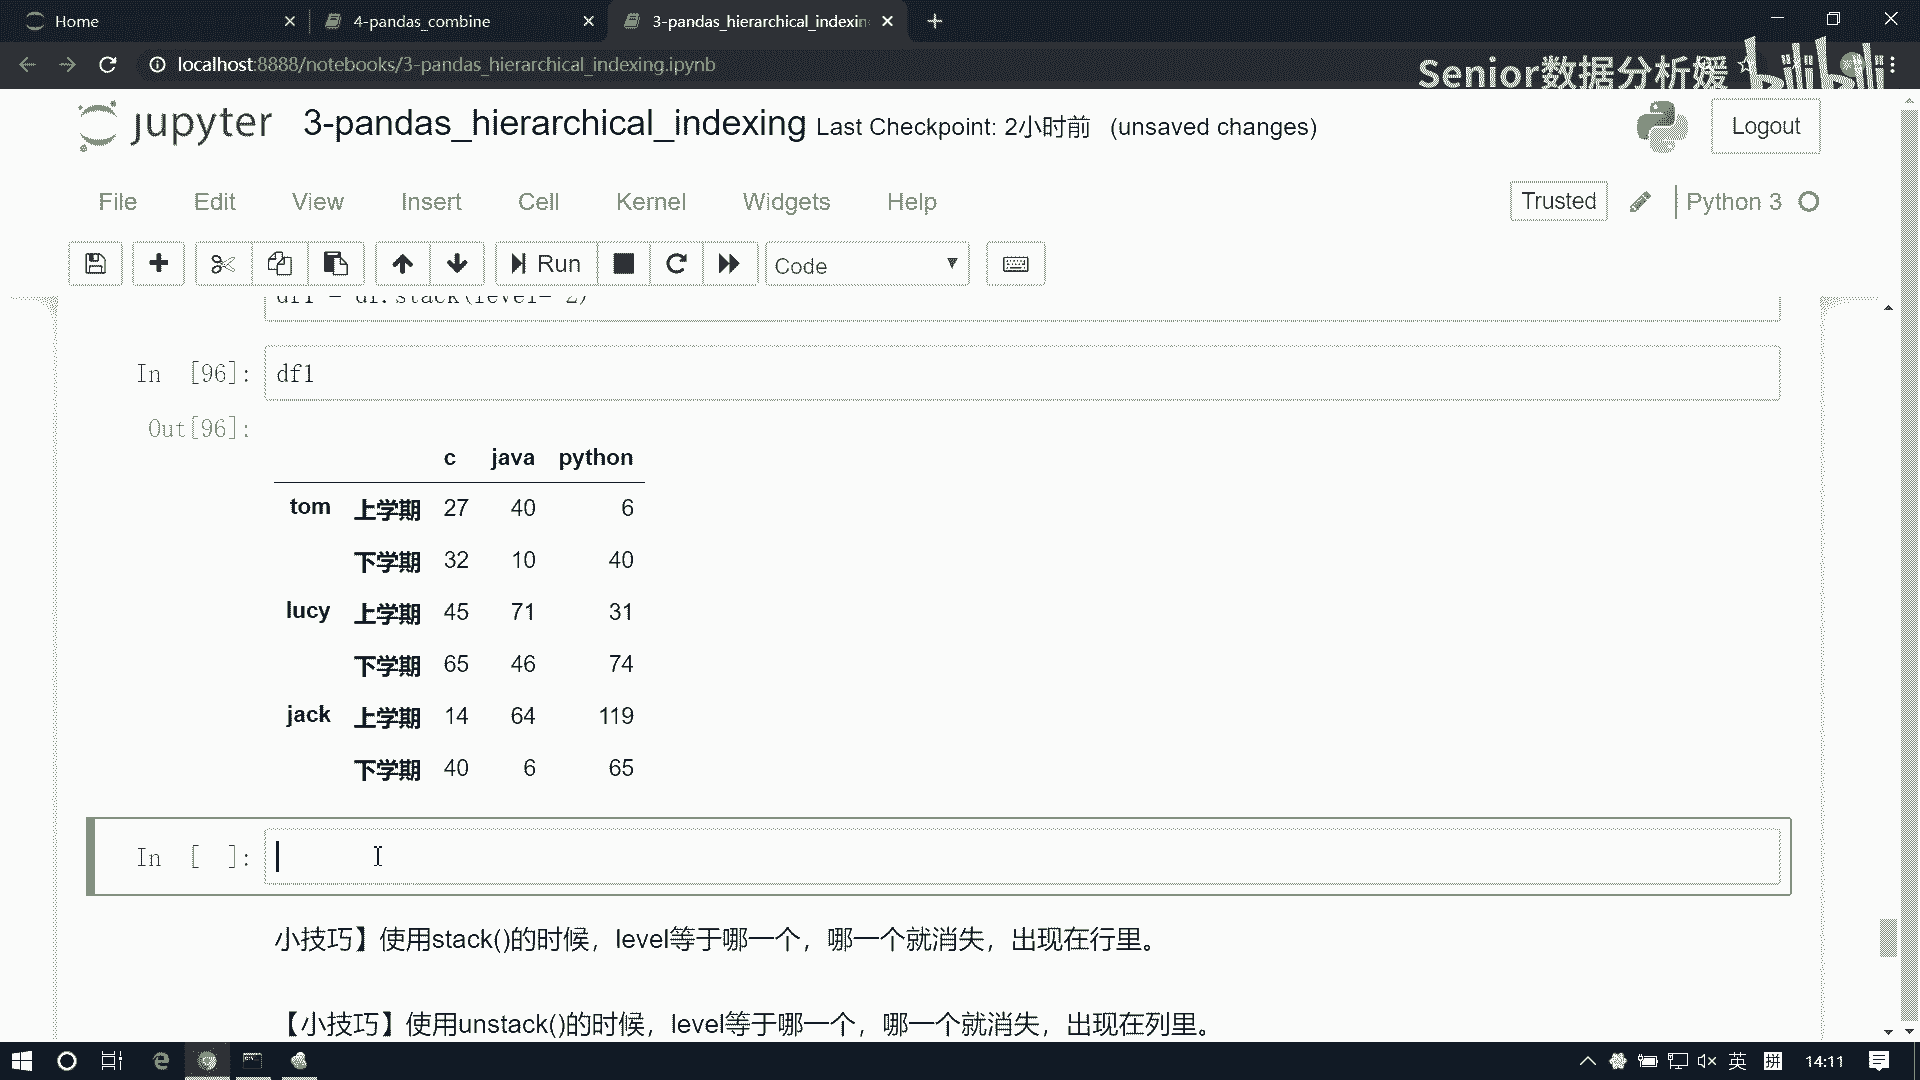 Home
4-pandas_combine
3-pandas_hierarchical_indexin
localhost:8888/notebooks/3-pandas_hierarchical_indexing.ipynb
Senior数据分析媛 bilibili
jupyter 3-pandas_hierarchical_indexing Last Checkpoint: 2小时前 (unsaved changes) Logout
File Edit View Insert Cell Kernel Widgets Help Trusted Python 3
Run Code
df1 = df.stack(level=-2)
In [96]: df1
Out[96]:
c java python
tom 上学期 27 40 6
下学期 32 10 40
lucy 上学期 45 71 31
下学期 65 46 74
jack 上学期 14 64 119
下学期 40 6 65
In [ ]:
小技巧】使用stack()的时候，level等于哪一个，哪一个就消失，出现在行里。
【小技巧】使用unstack()的时候，level等于哪一个，哪一个就消失，出现在列里。
英 拼 14:11